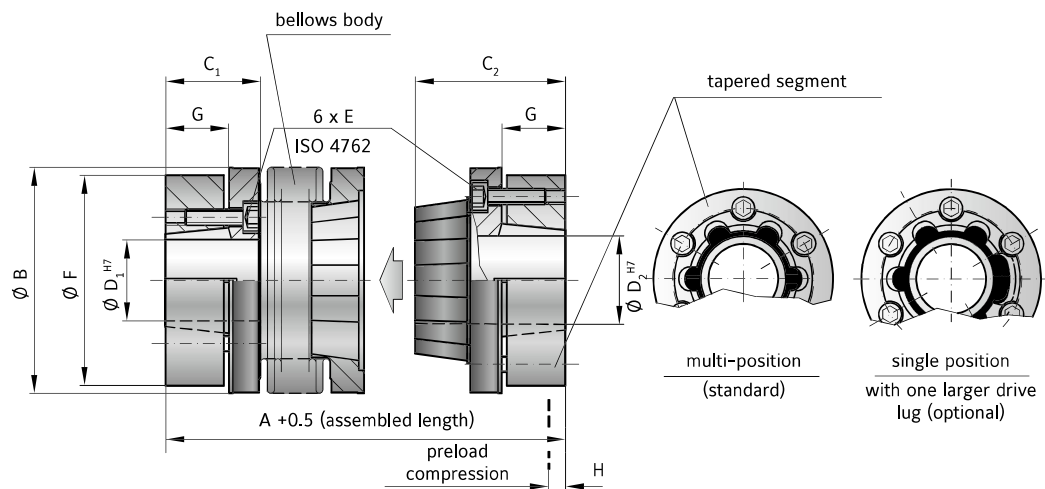 bellows body
C1
C2
tapered segment
G
6 x E
G
ISO 4762
Ø B
Ø F
Ø D1 H7
Ø D2 H7
multi-position
(standard)
single position
with one larger drive
lug (optional)
A +0.5 (assembled length)
preload
compression
H